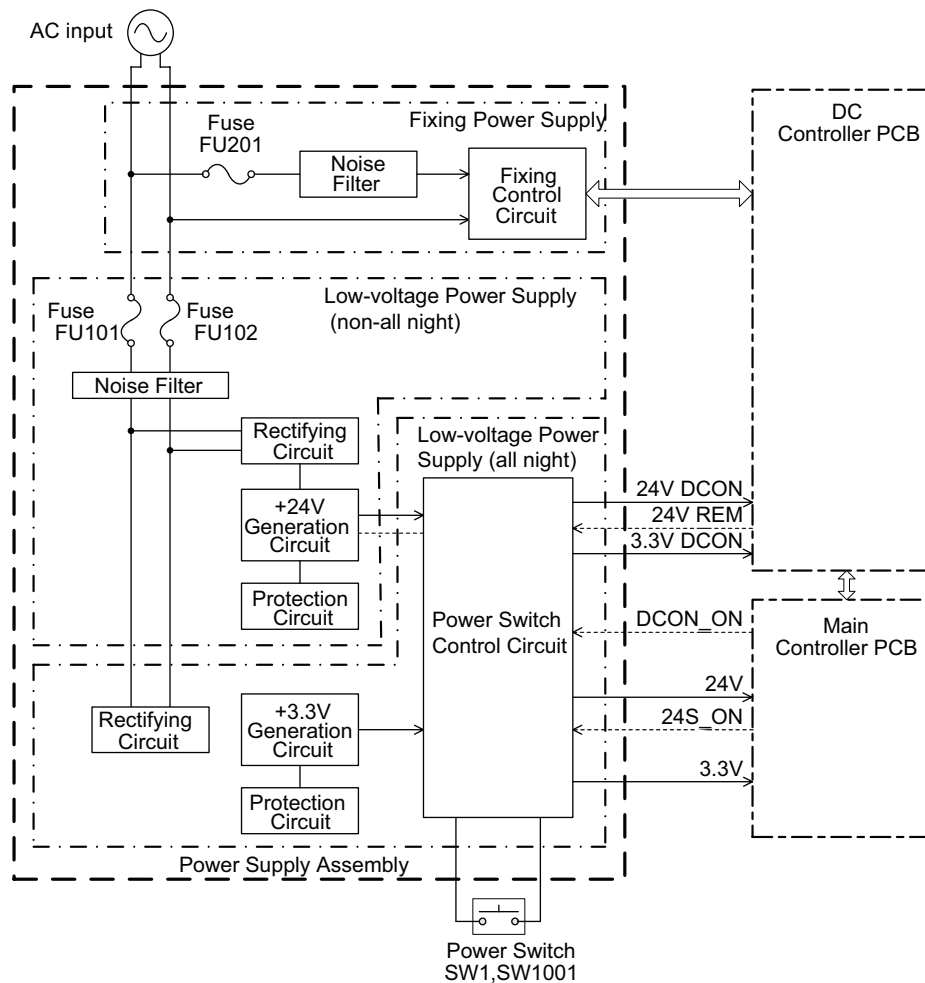 AC input
DC
Controller PCB
Fixing Power Supply
Fuse
FU201
Noise
Filter
Fixing
Control
Circuit
Low-voltage Power Supply
(non-all night)
Fuse
FU101
Fuse
FU102
Noise Filter
Rectifying
Circuit
Low-voltage Power
Supply (all night)
+24V
Generation
Circuit
Protection
Circuit
24V DCON
24V REM
3.3V DCON
Power Switch
Control Circuit
DCON_ON
Main
Controller PCB
24V
24S_ON
3.3V
Rectifying
Circuit
+3.3V
Generation
Circuit
Protection
Circuit
Power Supply Assembly
Power Switch
SW1,SW1001